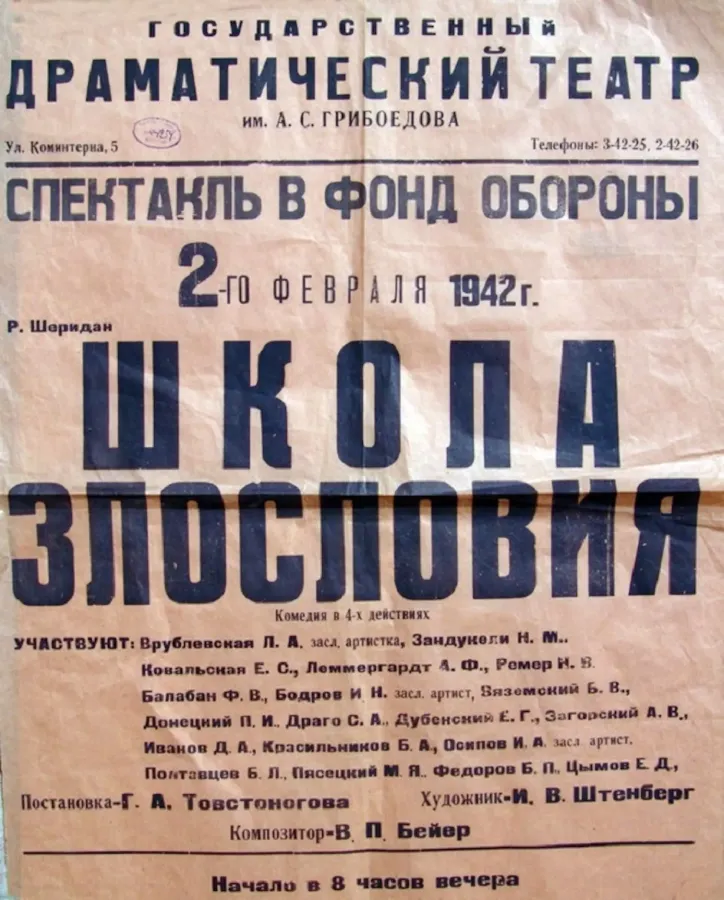 ГОСУДАРСТВЕННЫЙ
ДРАМАТИЧЕСКИЙ ТЕАТР
им. А. С. ГРИБОЕДОВА
Ул. Коминтерна, 5 Телефоны: 3-42-25, 2-42-26
СПЕКТАКЛЬ В ФОНД ОБОРОНЫ
2-ГО ФЕВРАЛЯ 1942 г.
Р. Шеридан
ШКОЛА
ЗЛОСЛОВИЯ
Комедия в 4-х действиях
УЧАСТВУЮТ: Врублевская Л. А. засл. артистка, Зандукели Н. М.,
Ковальская Е. С., Леммергардт А. Ф., Ремер Н. В.
Балабан Ф. В., Бодров И. Н. засл. артист, Вяземский Б. В.,
Донецкий П. И., Драго С. А., Дубенский Е. Г., Загорский А. В.,
Иванов Д. А., Красильников Б. А., Осипов И. А. засл артист.
Полтавцев Б. Л., Пясецкий М. Я. Федоров Б. П., Цымов Е. Д.,
Постановка-Г. А. Товстоногова Художник-И. В. Штенберг
Композитор-В. П. Бейер
Начало в 8 часов вечера